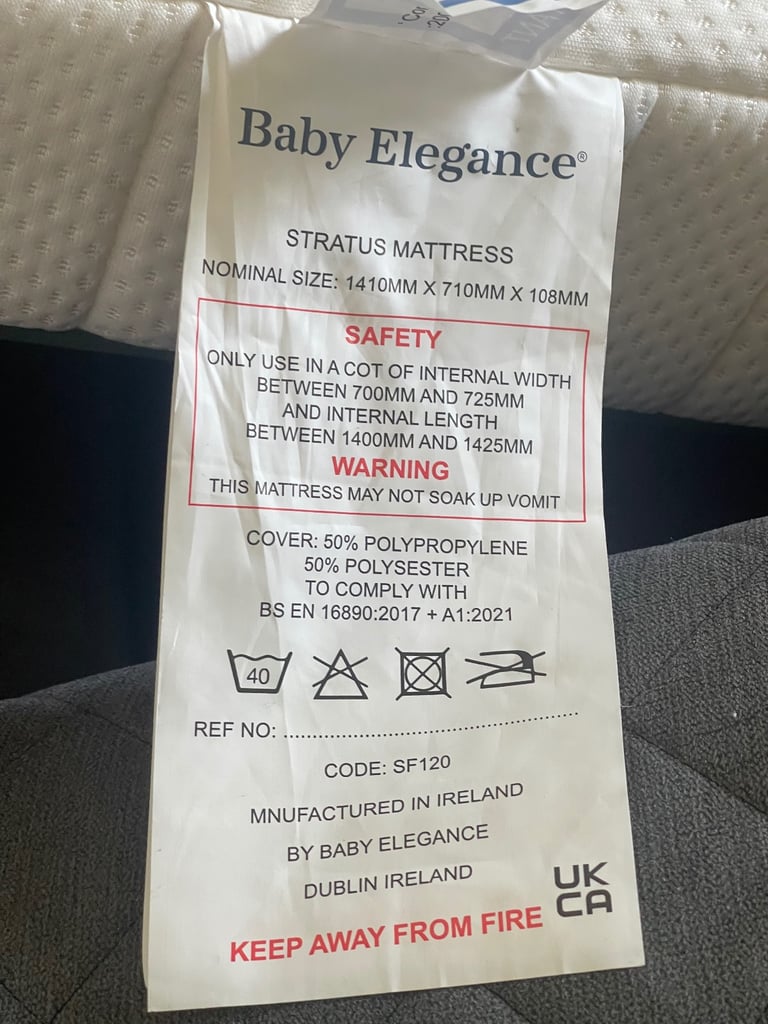 Baby Elegance®
STRATUS MATTRESS
NOMINAL SIZE: 1410MM X 710MM X 108MM
SAFETY
ONLY USE IN A COT OF INTERNAL WIDTH
BETWEEN 700MM AND 725MM
AND INTERNAL LENGTH
BETWEEN 1400MM AND 1425MM
WARNING
THIS MATTRESS MAY NOT SOAK UP VOMIT
COVER: 50% POLYPROPYLENE
50% POLYSESTER
TO COMPLY WITH
BS EN 16890:2017 + A1:2021
40
REF NO: ........................................................
CODE: SF120
MNUFACTURED IN IRELAND
BY BABY ELEGANCE
DUBLIN IRELAND
UK
CA
KEEP AWAY FROM FIRE